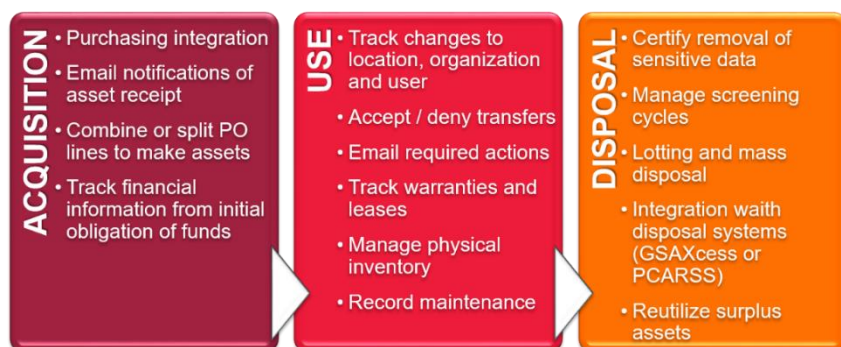 ACQUISITION
• Purchasing integration
• Email notifications of
asset receipt
• Combine or split PO
lines to make assets
• Track financial
information from initial
obligation of funds
USE
• Track changes to
location, organization
and user
• Accept / deny transfers
• Email required actions
• Track warranties and
leases
• Manage physical
inventory
• Record maintenance
DISPOSAL
• Certify removal of
sensitive data
• Manage screening
cycles
• Lotting and mass
disposal
• Integration waith
disposal systems
(GSAXcess or
PCARSS)
• Reutilize surplus
assets